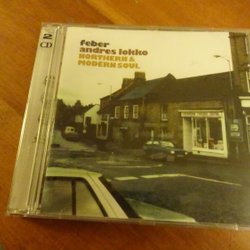 2
CD
feber
andres lokko
NORTHERN &
MODERN SOUL